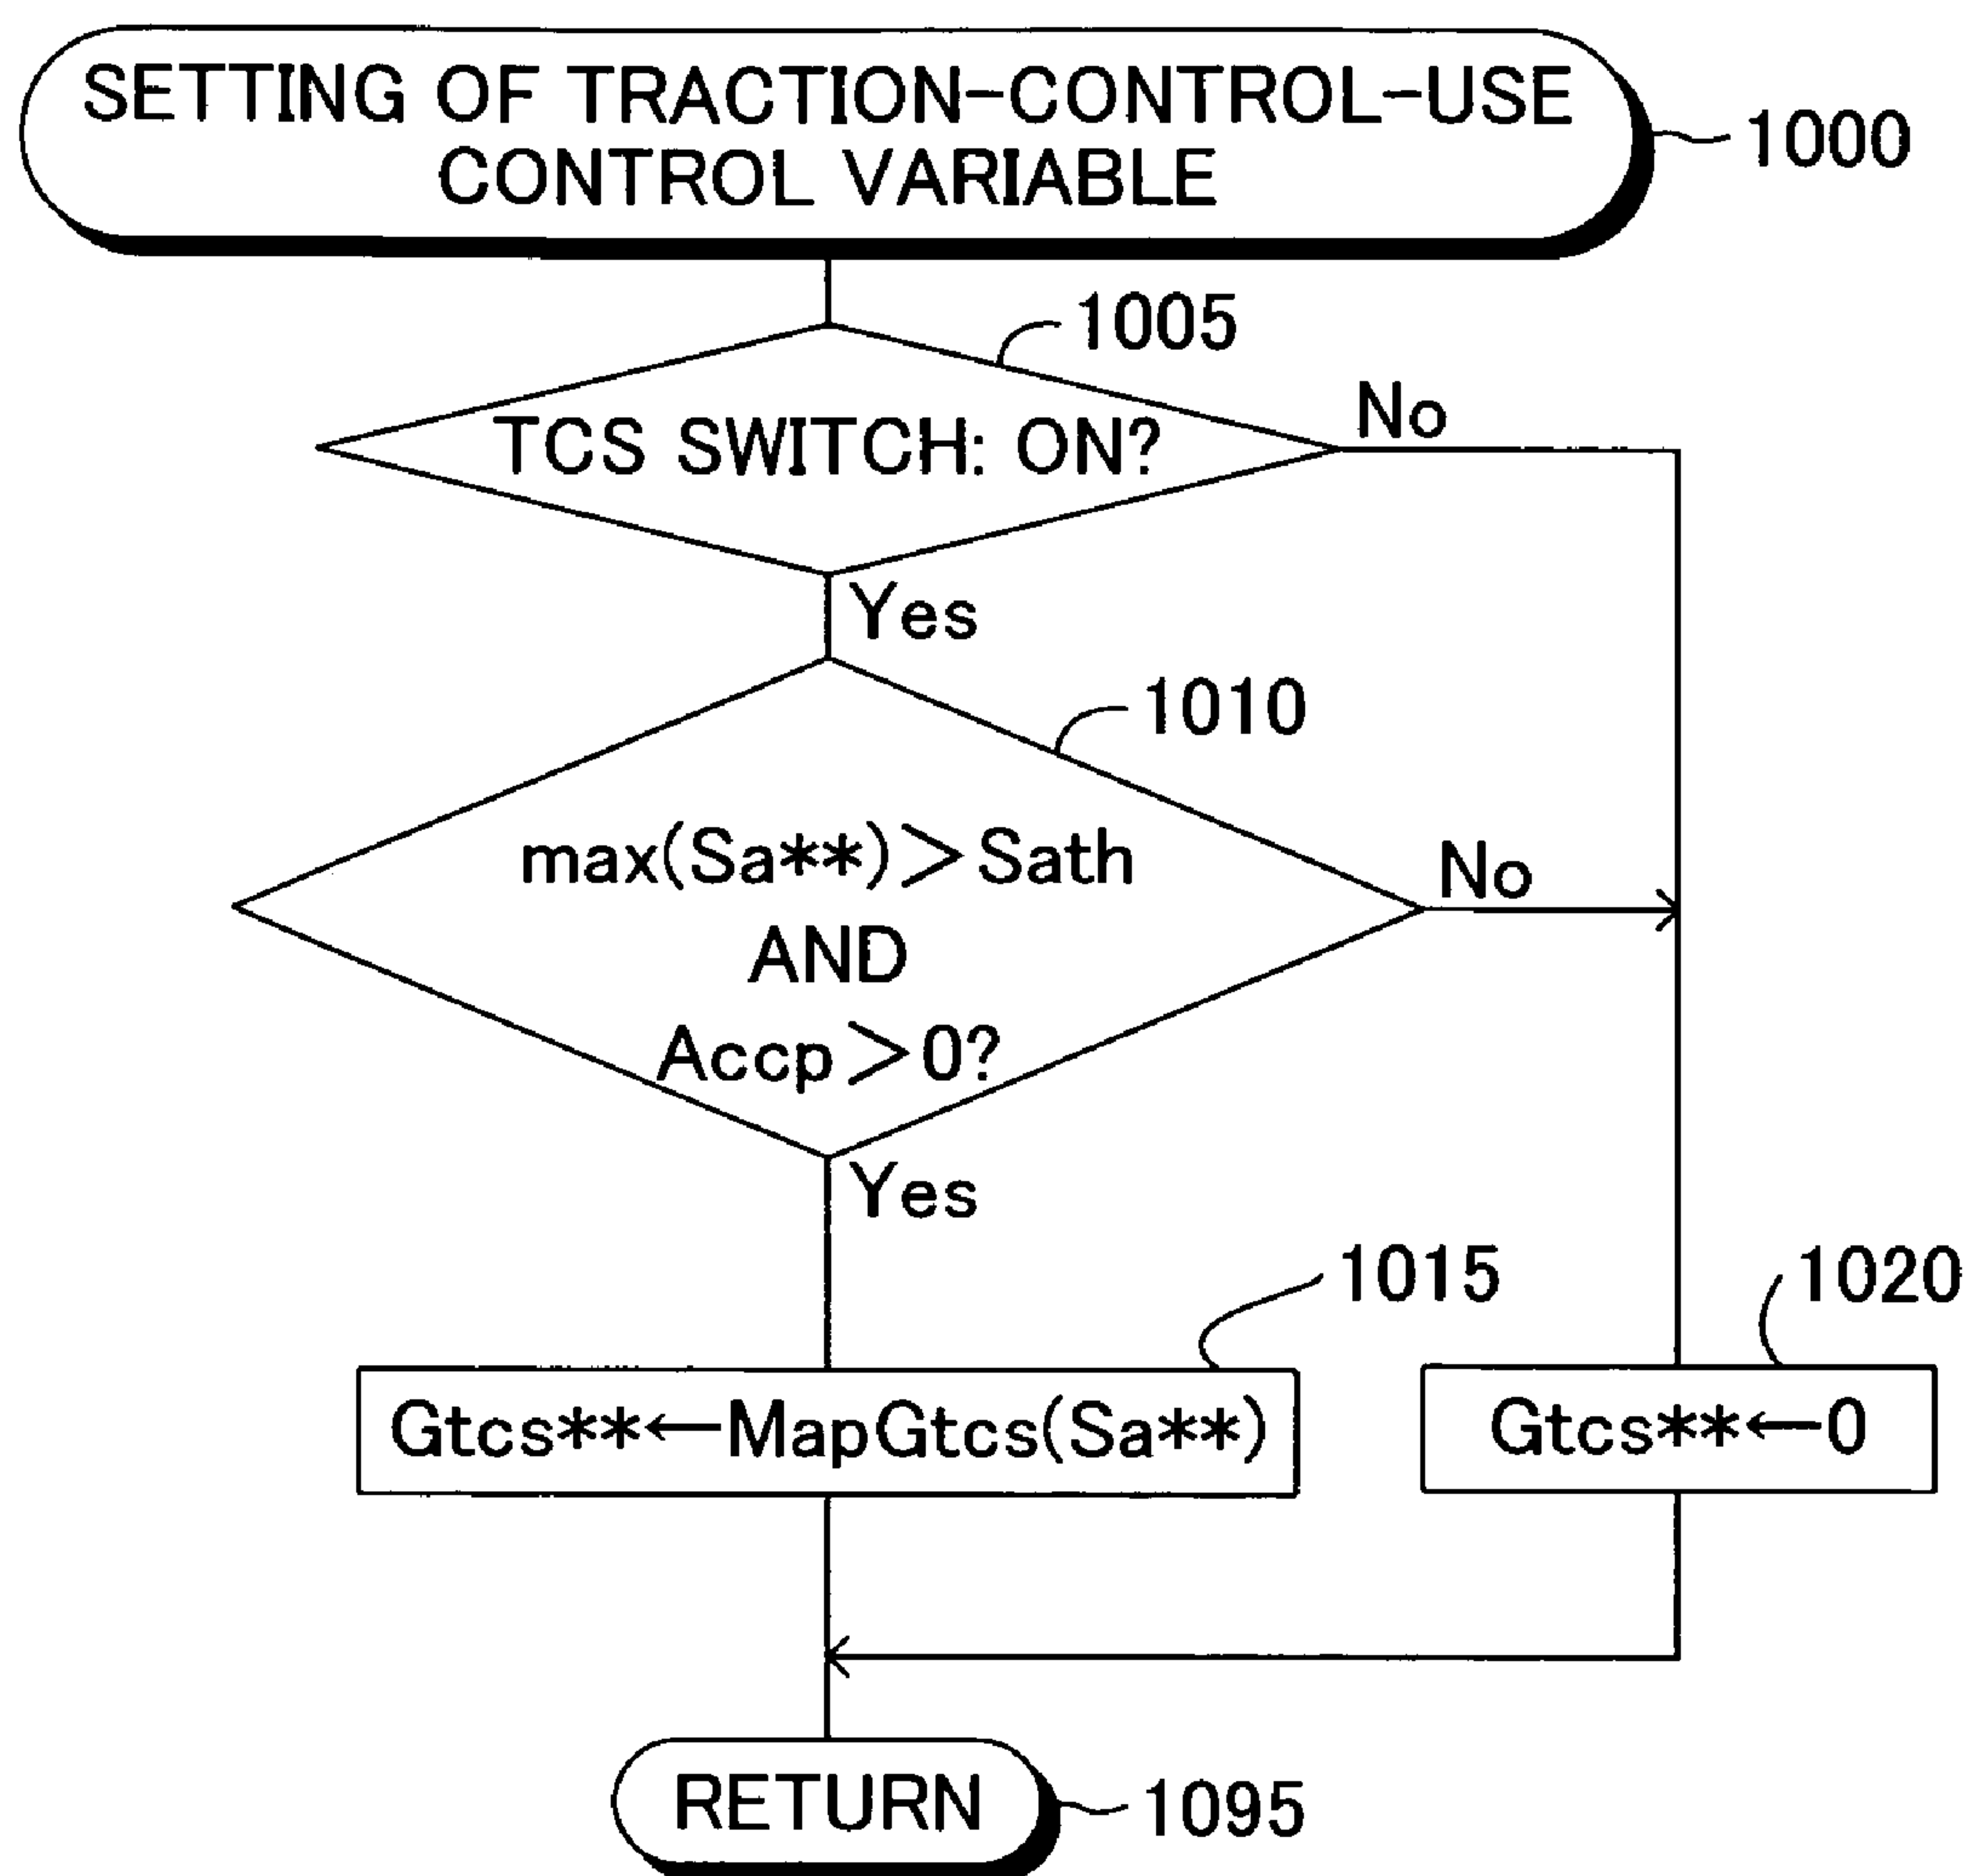 SETTING OF TRACTION-CONTROL-USE
CONTROL VARIABLE
1000
1005
TCS SWITCH: ON?
No
Yes
1010
max(Sa**)>Sath
AND
Accp>0?
No
Yes
1015
1020
Gtcs**←MapGtcs(Sa**)
Gtcs**←0
RETURN
1095